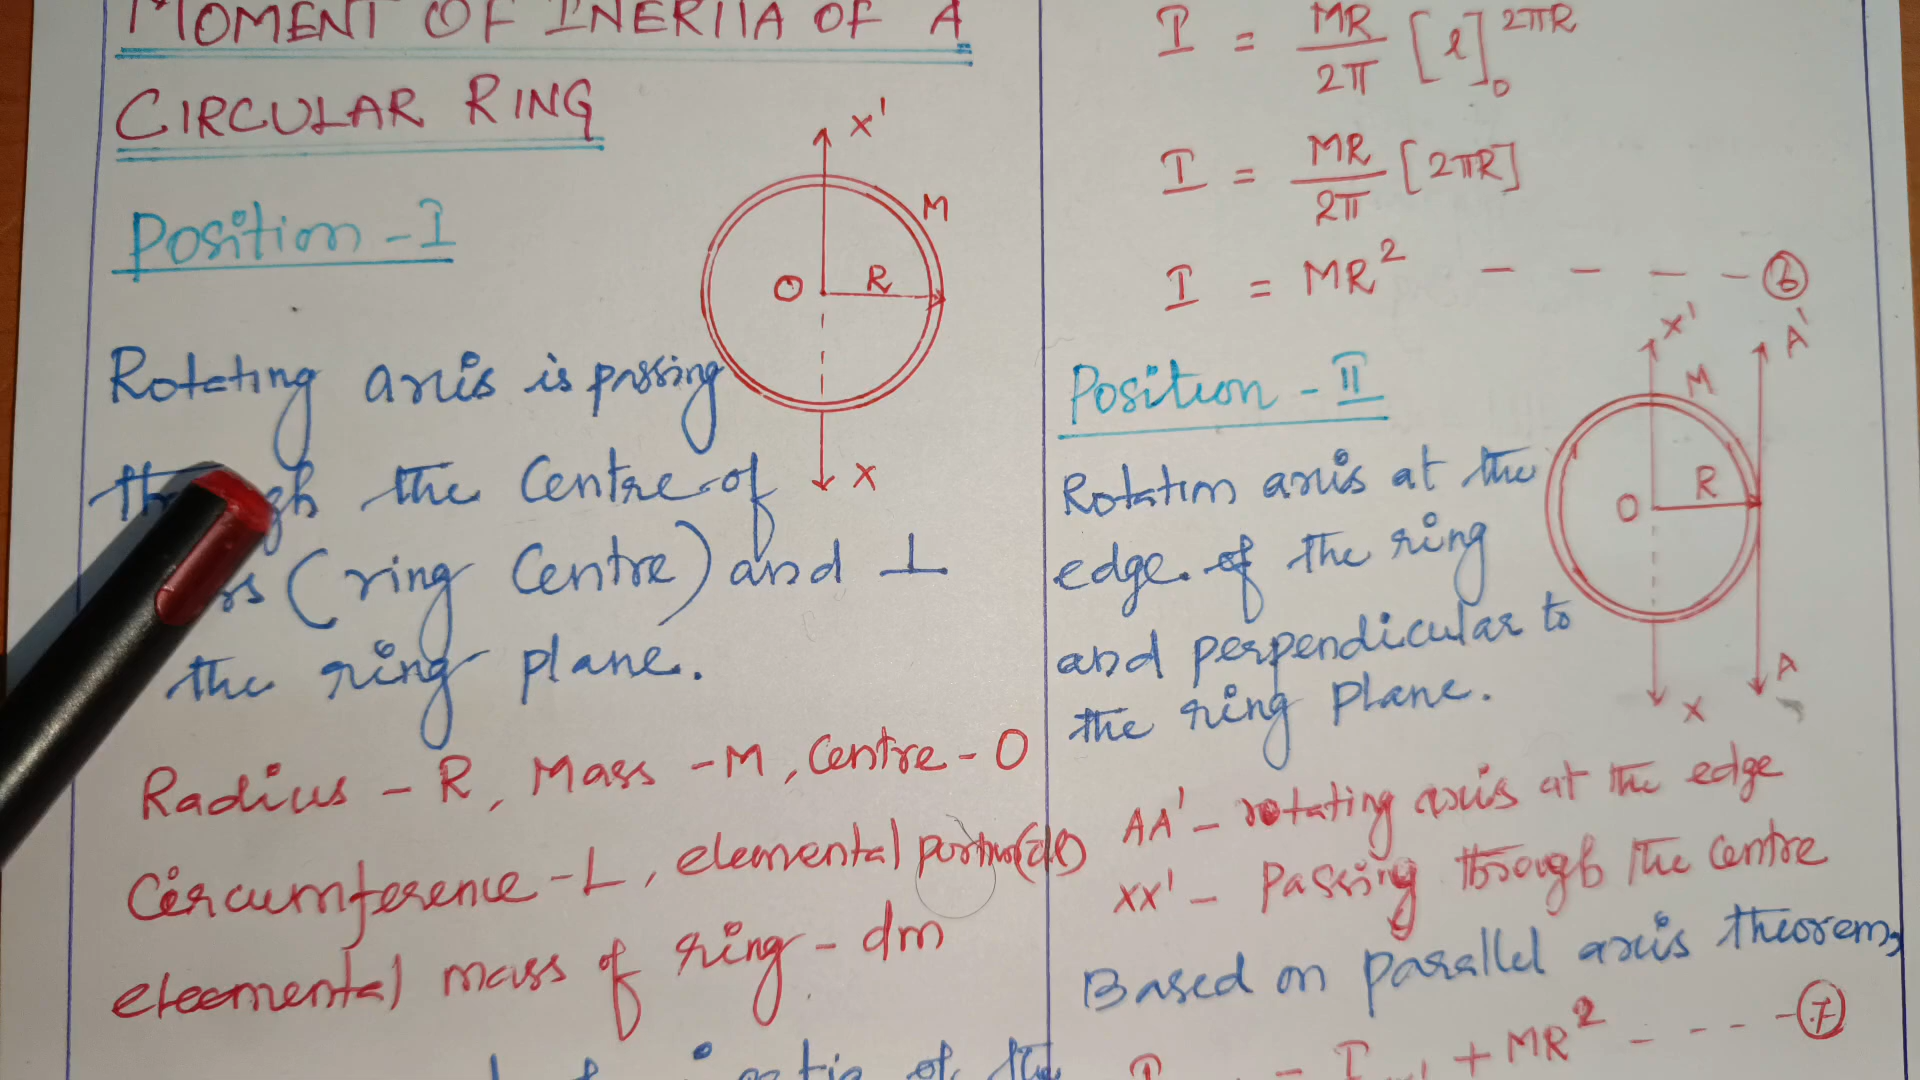 MOMENT OF INERTIA OF A
CIRCULAR RING
Position - I
X'
M
O
R
X
Rotating axis is passing
through the Centre of
(ring Centre) and ⊥
the ring plane.
Radius - R, Mass - M, Centre - O
Circumference - L, elemental portion (dl)
elemental mass of ring - dm
of the
I = MR/2π [l]₀^2πR
I = MR/2π [2πR]
I = MR² - - - - (6)
Position - II
X'
A'
M
O
R
A
X
Rotation axis at the
edge of the ring
and perpendicular to
the ring plane.
AA' - rotating axis at the edge
XX' - Passing through the centre
Based on parallel axis theorem,
I = I + MR² - - - - (7)